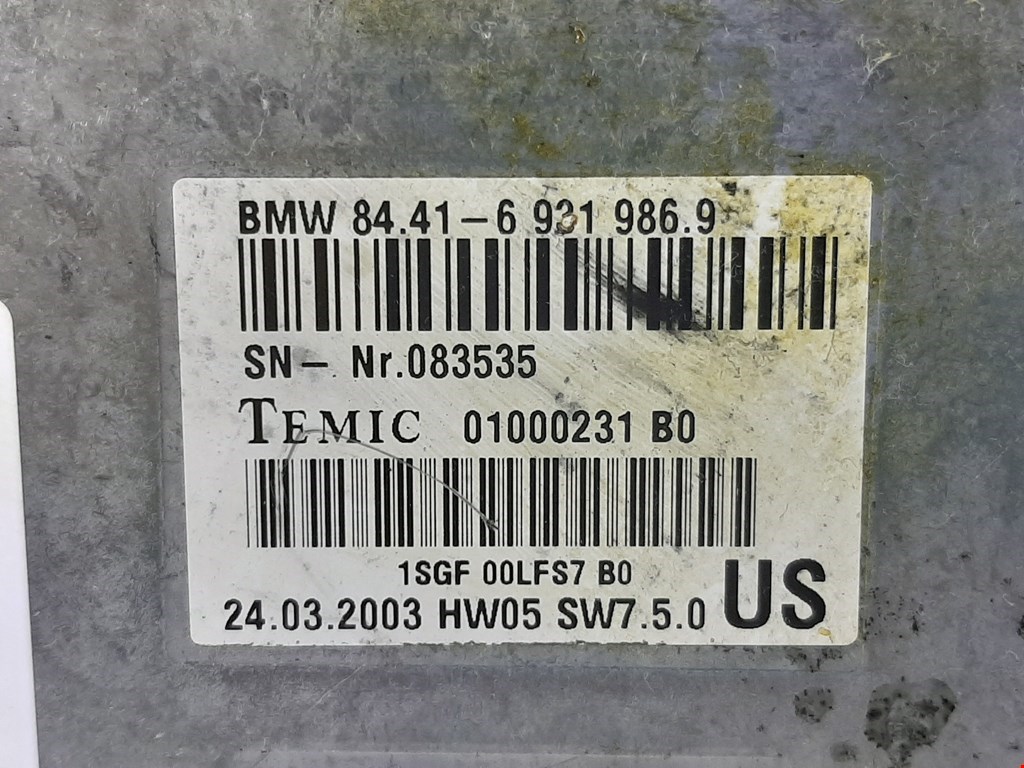 BMW 84.41-6 931 986.9
SN- Nr.083535
TEMIC 01000231 B0
1SGF 00LFS7 B0
24.03.2003 HW05 SW7.5.0 US